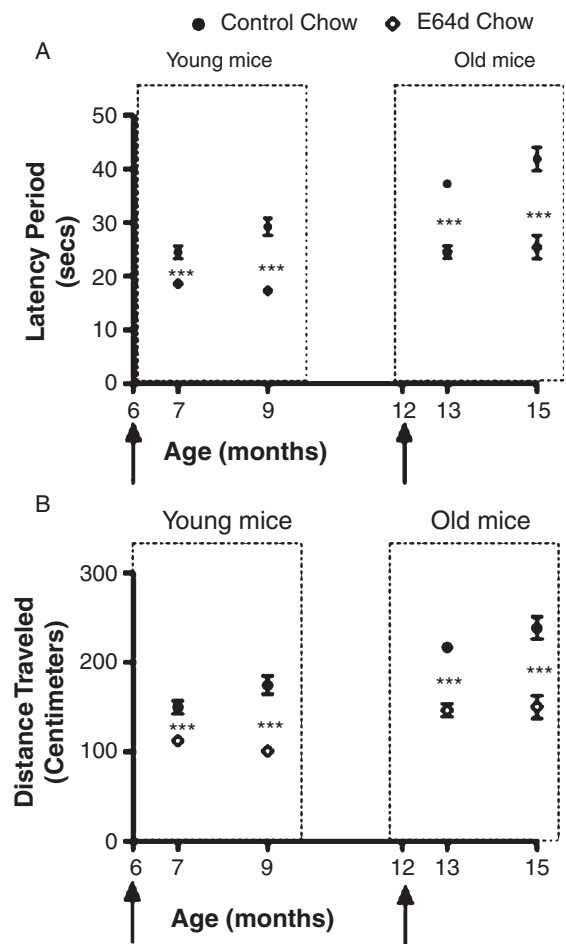 Control Chow E64d Chow
A
Young mice Old mice
50
40
30
20
10
0
Latency Period
(secs)
*** *** *** ***
6 7 9 12 13 15
Age (months)
B
Young mice Old mice
300
200
100
0
Distance Traveled
(Centimeters)
*** *** *** ***
6 7 9 12 13 15
Age (months)